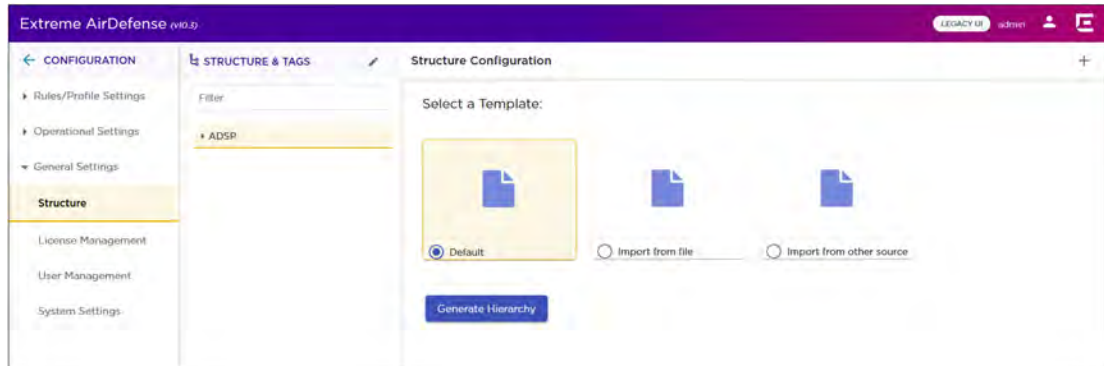 Extreme AirDefense (v10.3)
LEGACY UI admin
CONFIGURATION
Rules/Profile Settings
Operational Settings
General Settings
Structure
License Management
User Management
System Settings
STRUCTURE & TAGS
Filter
ADSP
Structure Configuration
Select a Template:
Default
Import from file
Import from other source
Generate Hierarchy